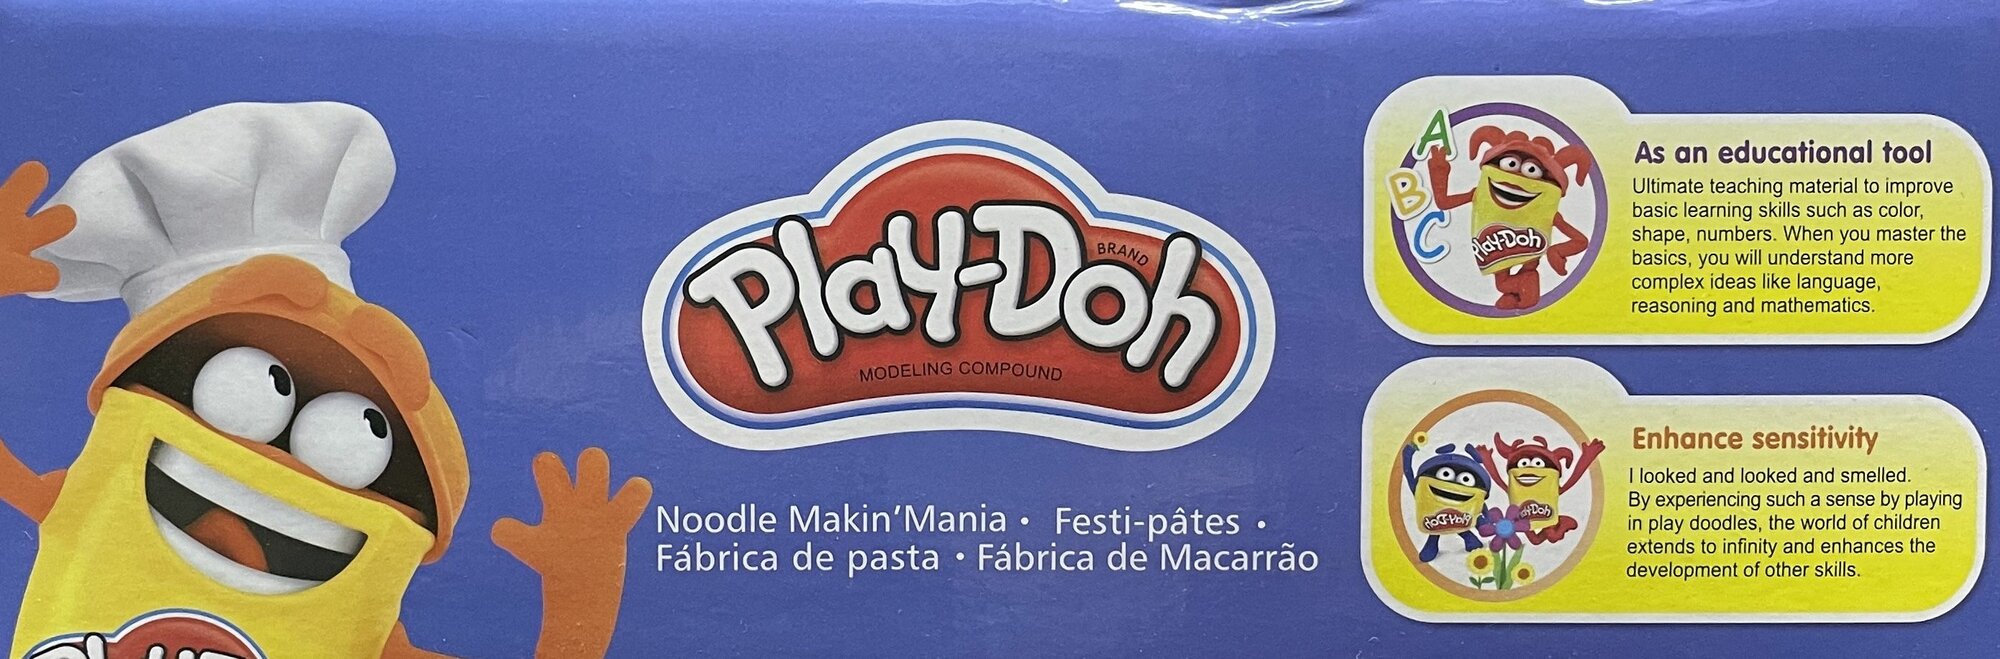 Play-Doh
BRAND
MODELING COMPOUND
Noodle Makin'Mania • Festi-pâtes •
Fábrica de pasta • Fábrica de Macarrão
A
B
C
Play-Doh
As an educational tool
Ultimate teaching material to improve
basic learning skills such as color,
shape, numbers. When you master the
basics, you will understand more
complex ideas like language,
reasoning and mathematics.
Enhance sensitivity
I looked and looked and smelled.
By experiencing such a sense by playing
in play doodles, the world of children
extends to infinity and enhances the
development of other skills.